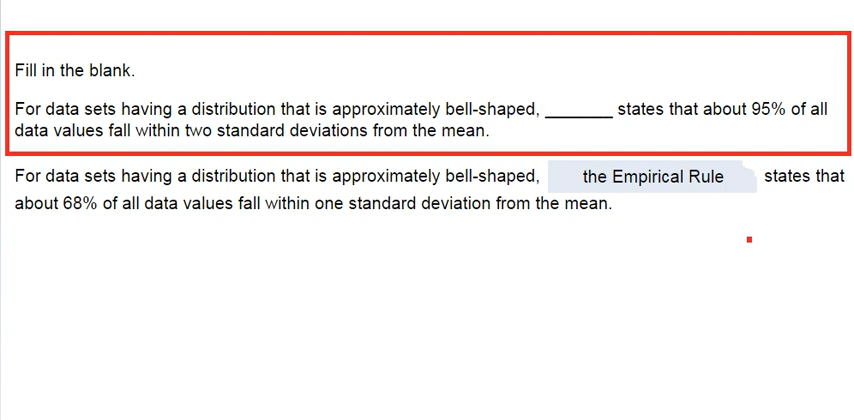 Fill in the blank.
For data sets having a distribution that is approximately bell-shaped, _______ states that about 95% of all
data values fall within two standard deviations from the mean.
For data sets having a distribution that is approximately bell-shaped, the Empirical Rule states that
about 68% of all data values fall within one standard deviation from the mean.